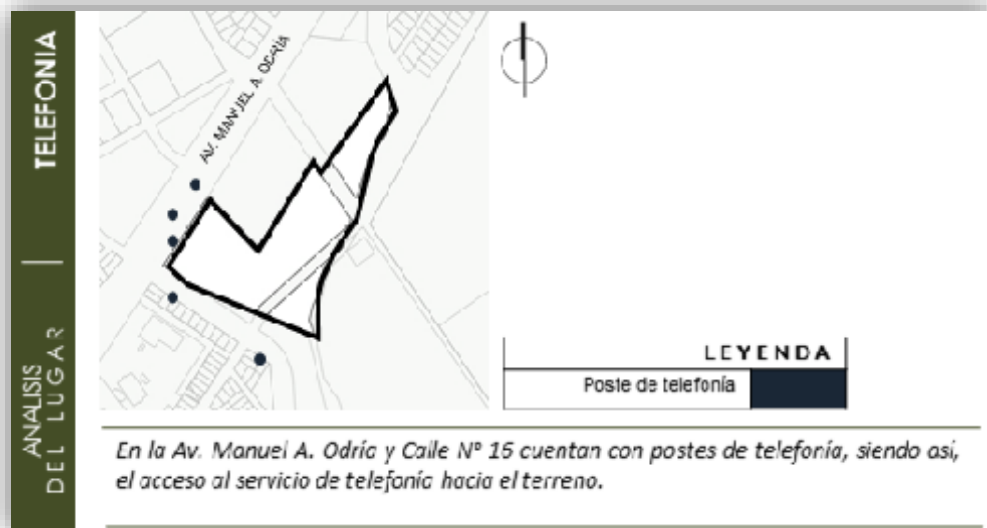 TELEFONIA
ANALISIS
DEL LUGAR
AV. MANUEL A. ODRÍA
LEYENDA
Poste de telefonía
En la Av. Manuel A. Odría y Calle Nº 15 cuentan con postes de telefonía, siendo así,
el acceso al servicio de telefonía hacia el terreno.